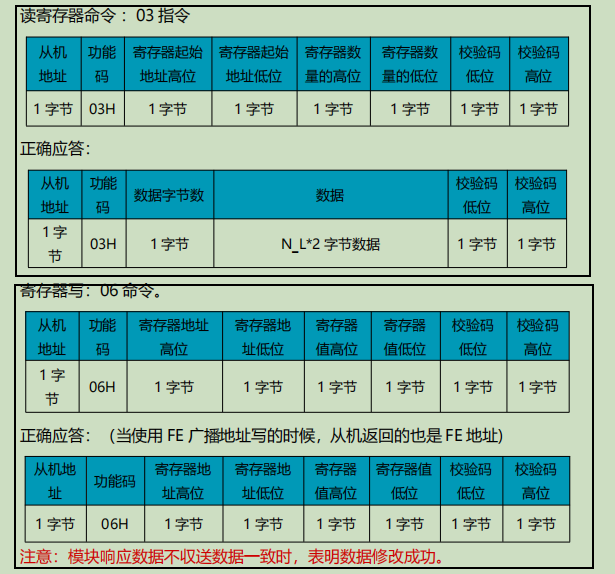 读寄存器命令：03 指令
从机地址 功能码 寄存器起始地址高位 寄存器起始地址低位 寄存器数量的高位 寄存器数量的低位 校验码低位 校验码高位
1 字节 03H 1 字节 1 字节 1 字节 1 字节 1 字节 1 字节
正确应答：
从机地址 功能码 数据字节数 数据 校验码低位 校验码高位
1 字节 03H 1 字节 N_L*2 字节数据 1 字节 1 字节
寄存器写：06 命令。
从机地址 功能码 寄存器地址高位 寄存器地址低位 寄存器值高位 寄存器值低位 校验码低位 校验码高位
1 字节 06H 1 字节 1 字节 1 字节 1 字节 1 字节 1 字节
正确应答：（当使用 FE 广播地址写的时候，从机返回的也是 FE 地址)
从机地址 功能码 寄存器地址高位 寄存器地址低位 寄存器值高位 寄存器值低位 校验码低位 校验码高位
1 字节 06H 1 字节 1 字节 1 字节 1 字节 1 字节 1 字节
注意：模块响应数据不収送数据一致时，表明数据修改成功。